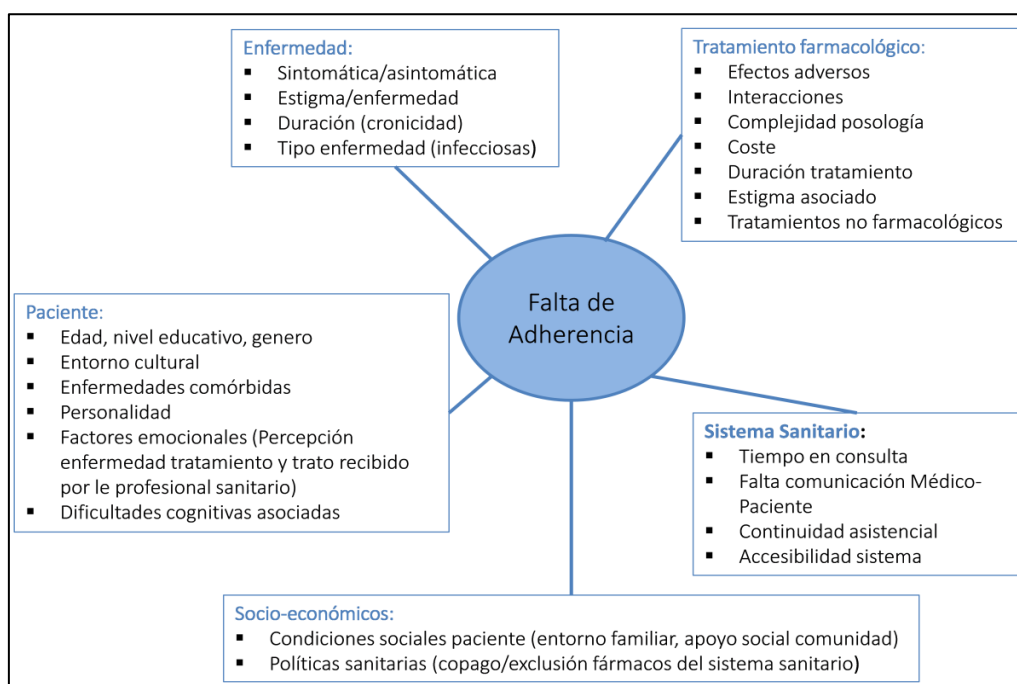 Enfermedad:
▪ Sintomática/asintomática
▪ Estigma/enfermedad
▪ Duración (cronicidad)
▪ Tipo enfermedad (infecciosas)
Tratamiento farmacológico:
▪ Efectos adversos
▪ Interacciones
▪ Complejidad posología
▪ Coste
▪ Duración tratamiento
▪ Estigma asociado
▪ Tratamientos no farmacológicos
Falta de
Adherencia
Paciente:
▪ Edad, nivel educativo, genero
▪ Entorno cultural
▪ Enfermedades comórbidas
▪ Personalidad
▪ Factores emocionales (Percepción
enfermedad tratamiento y trato recibido
por le profesional sanitario)
▪ Dificultades cognitivas asociadas
Sistema Sanitario:
▪ Tiempo en consulta
▪ Falta comunicación Médico-
Paciente
▪ Continuidad asistencial
▪ Accesibilidad sistema
Socio-económicos:
▪ Condiciones sociales paciente (entorno familiar, apoyo social comunidad)
▪ Políticas sanitarias (copago/exclusión fármacos del sistema sanitario)